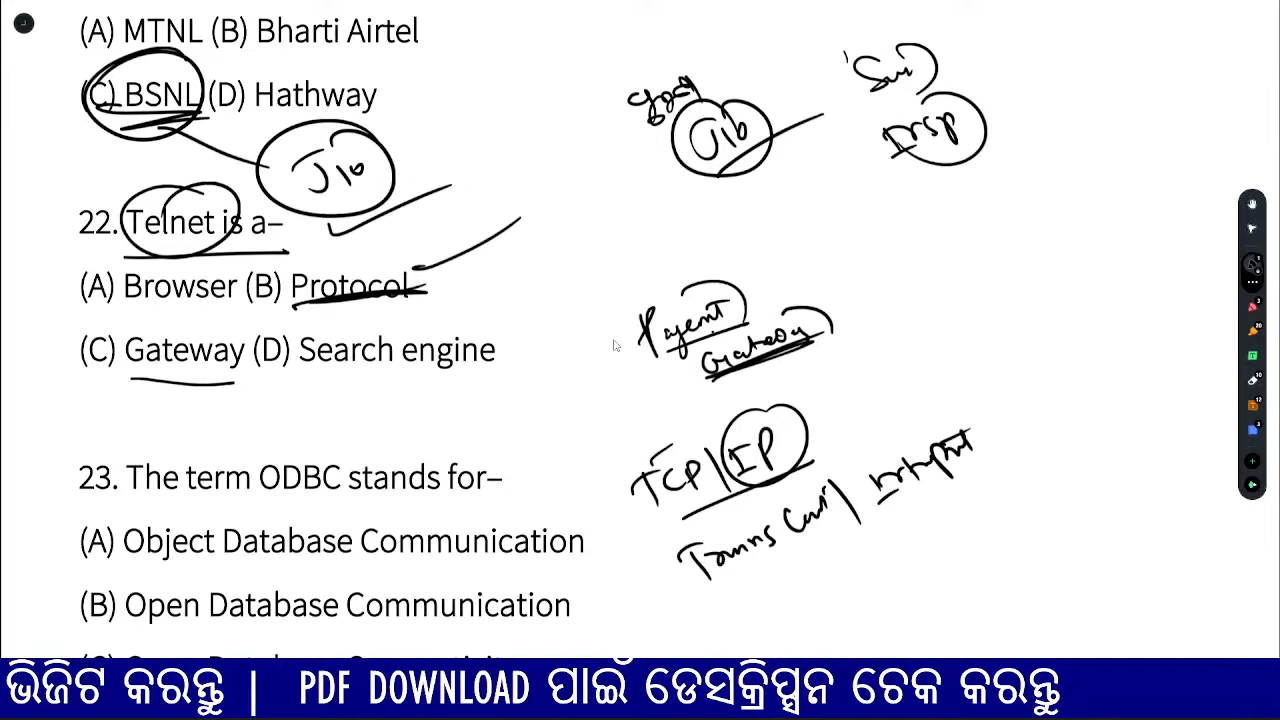 (A) MTNL (B) Bharti Airtel
(C) BSNL (D) Hathway
Jio
Jio
22. Telnet is a–
(A) Browser (B) Protocol
(C) Gateway (D) Search engine
Payemt
Gateway
TCP | IP
23. The term ODBC stands for–
(A) Object Database Communication
(B) Open Database Communication
ଭିଜିଟ କରନ୍ତୁ | PDF DOWNLOAD ପାଇଁ ଡେସକ୍ରିପ୍ସନ ଚେକ କରନ୍ତୁ